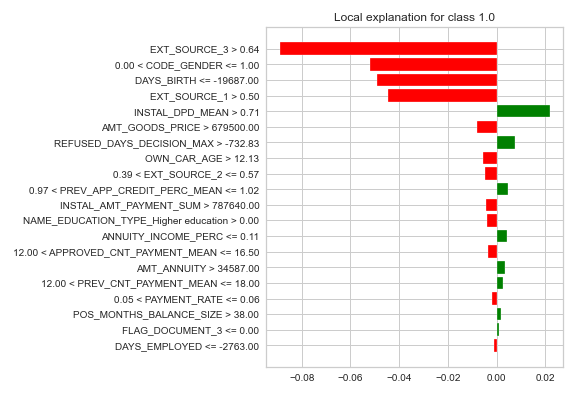 Local explanation for class 1.0
EXT_SOURCE_3 > 0.64
0.00 < CODE_GENDER <= 1.00
DAYS_BIRTH <= -19687.00
EXT_SOURCE_1 > 0.50
INSTAL_DPD_MEAN > 0.71
AMT_GOODS_PRICE > 679500.00
REFUSED_DAYS_DECISION_MAX > -732.83
OWN_CAR_AGE > 12.13
0.39 < EXT_SOURCE_2 <= 0.57
0.97 < PREV_APP_CREDIT_PERC_MEAN <= 1.02
INSTAL_AMT_PAYMENT_SUM > 787640.00
NAME_EDUCATION_TYPE_Higher education > 0.00
ANNUITY_INCOME_PERC <= 0.11
12.00 < APPROVED_CNT_PAYMENT_MEAN <= 16.50
AMT_ANNUITY > 34587.00
12.00 < PREV_CNT_PAYMENT_MEAN <= 18.00
0.05 < PAYMENT_RATE <= 0.06
POS_MONTHS_BALANCE_SIZE > 38.00
FLAG_DOCUMENT_3 <= 0.00
DAYS_EMPLOYED <= -2763.00
−0.08 −0.06 −0.04 −0.02 0.00 0.02